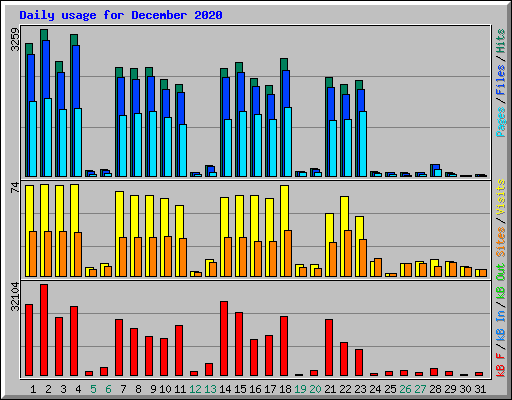 Daily usage for December 2020
3259
Pages / Files / Hits
74
Sites / Visits
32104
kB F / kB In / kB Out
1 2 3 4 5 6 7 8 9 10 11 12 13 14 15 16 17 18 19 20 21 22 23 24 25 26 27 28 29 30 31